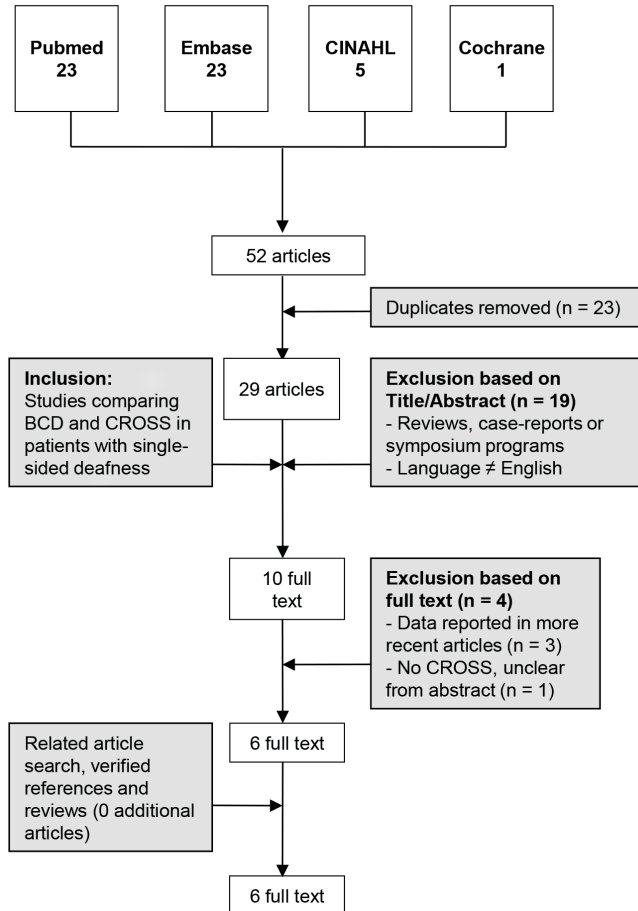 Pubmed
23
Embase
23
CINAHL
5
Cochrane
1
52 articles
Duplicates removed (n = 23)
Inclusion:
Studies comparing
BCD and CROSS in
patients with single-
sided deafness
29 articles
Exclusion based on
Title/Abstract (n = 19)
- Reviews, case-reports or
symposium programs
- Language ≠ English
10 full
text
Exclusion based on
full text (n = 4)
- Data reported in more
recent articles (n = 3)
- No CROSS, unclear
from abstract (n = 1)
Related article
search, verified
references and
reviews (0 additional
articles)
6 full text
6 full text